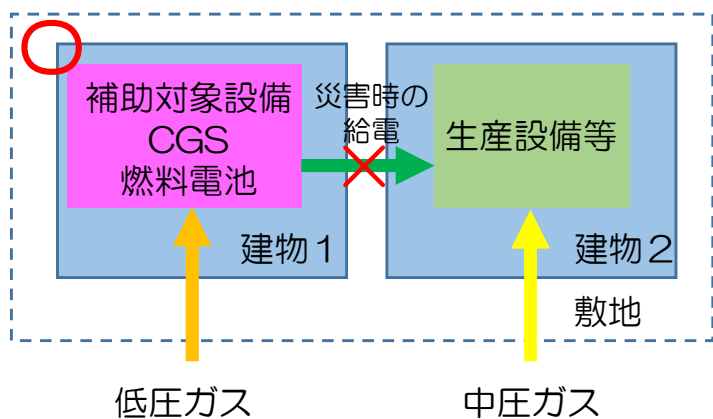 補助対象設備
CGS
燃料電池
災害時の
給電
生産設備等
建物１
建物２
敷地
低圧ガス
中圧ガス